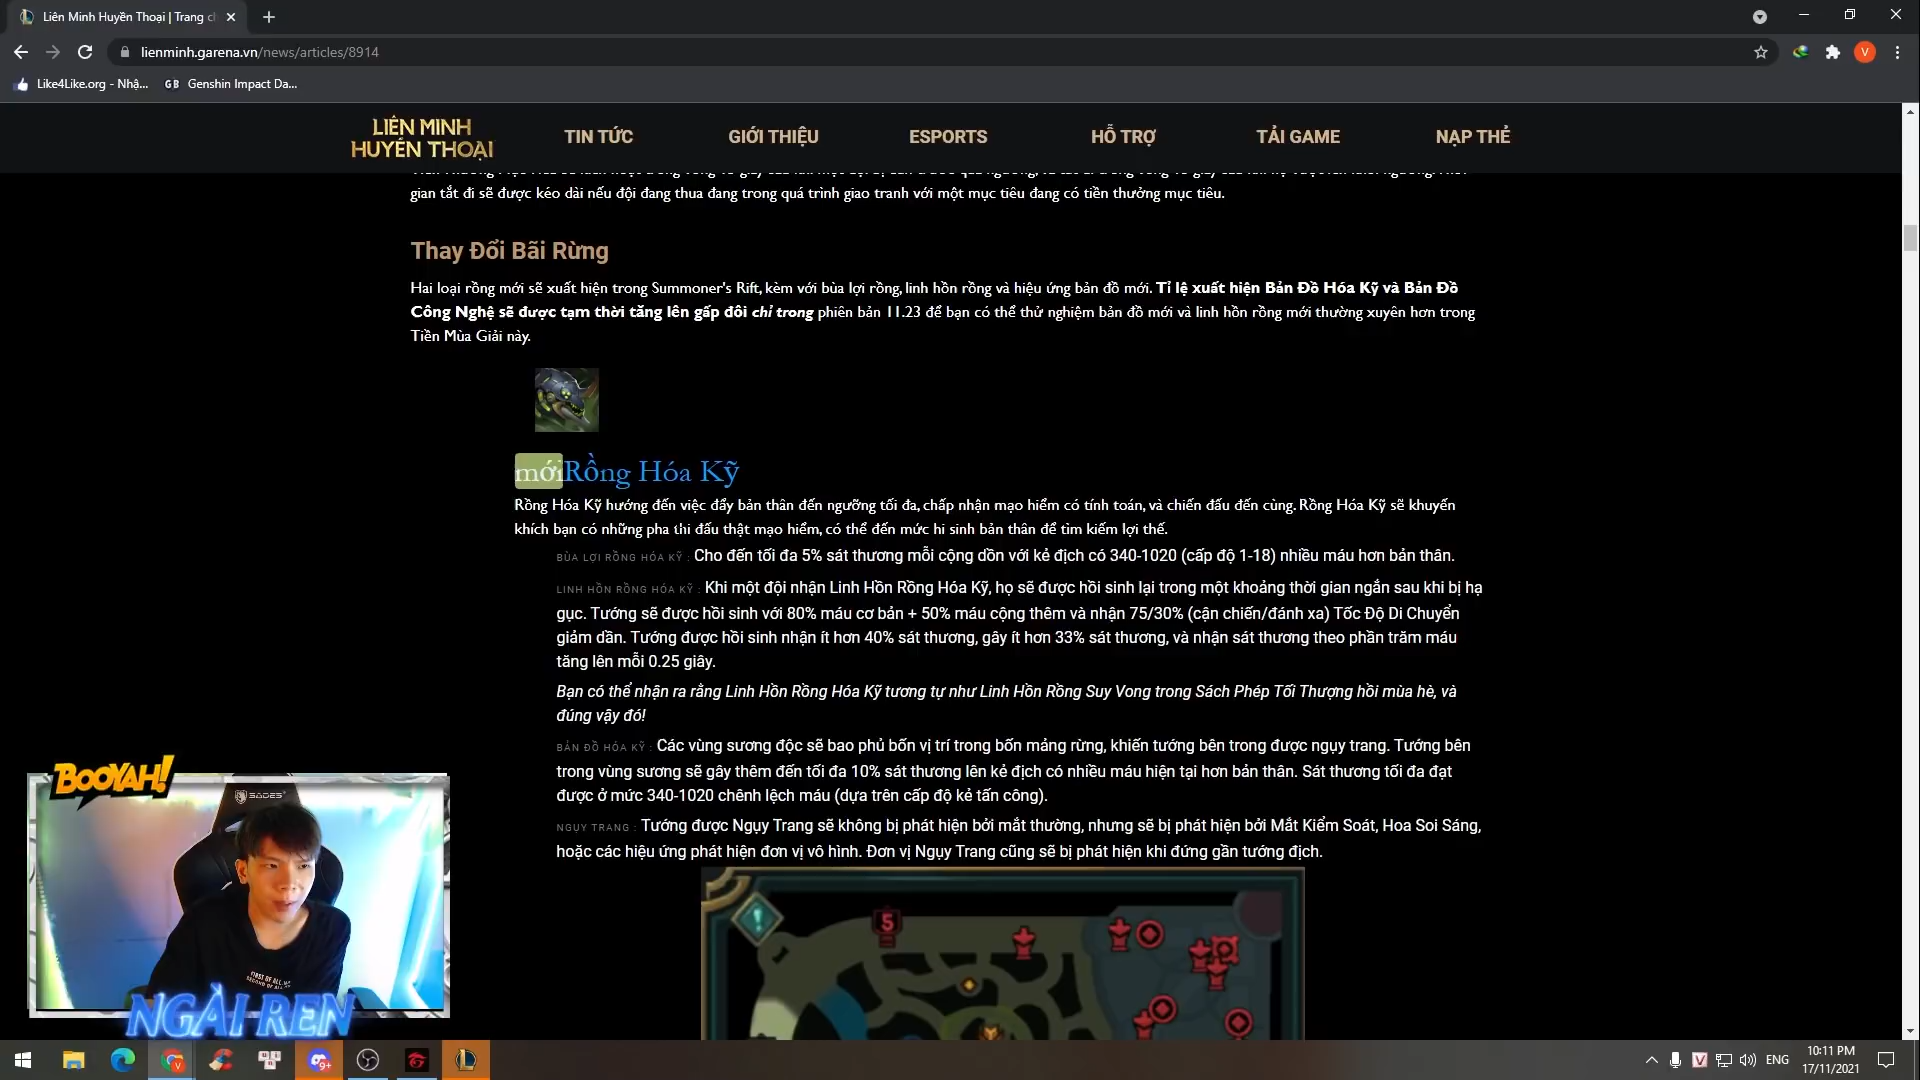 Liên Minh Huyền Thoại | Trang ch
lienminh.garena.vn/news/articles/8914
V
Like4Like.org - Nhậ...
GB Genshin Impact Da...
LIÊN MINH
HUYỀN THOẠI
TIN TỨC
GIỚI THIỆU
ESPORTS
HỖ TRỢ
TẢI GAME
NẠP THẺ
gian tắt đi sẽ được kéo dài nếu đội đang thua đang trong quá trình giao tranh với một mục tiêu đang có tiền thưởng mục tiêu.
Thay Đổi Bãi Rừng
Hai loại rồng mới sẽ xuất hiện trong Summoner's Rift, kèm với bùa lợi rồng, linh hồn rồng và hiệu ứng bản đồ mới. Tỉ lệ xuất hiện Bản Đồ Hóa Kỹ và Bản Đồ
Công Nghệ sẽ được tạm thời tăng lên gấp đôi chỉ trong phiên bản 11.23 để bạn có thể thử nghiệm bản đồ mới và linh hồn rồng mới thường xuyên hơn trong
Tiền Mùa Giải này.
mớiRồng Hóa Kỹ
Rồng Hóa Kỹ hướng đến việc đẩy bản thân đến ngưỡng tối đa, chấp nhận mạo hiểm có tính toán, và chiến đấu đến cùng. Rồng Hóa Kỹ sẽ khuyến
khích bạn có những pha thi đấu thật mạo hiểm, có thể đến mức hi sinh bản thân để tìm kiếm lợi thế.
BÙA LỢI RỒNG HÓA KỸ : Cho đến tối đa 5% sát thương mỗi cộng dồn với kẻ địch có 340-1020 (cấp độ 1-18) nhiều máu hơn bản thân.
LINH HỒN RỒNG HÓA KỸ : Khi một đội nhận Linh Hồn Rồng Hóa Kỹ, họ sẽ được hồi sinh lại trong một khoảng thời gian ngắn sau khi bị hạ
gục. Tướng sẽ được hồi sinh với 80% máu cơ bản + 50% máu cộng thêm và nhận 75/30% (cận chiến/đánh xa) Tốc Độ Di Chuyển
giảm dần. Tướng được hồi sinh nhận ít hơn 40% sát thương, gây ít hơn 33% sát thương, và nhận sát thương theo phần trăm máu
tăng lên mỗi 0.25 giây.
Bạn có thể nhận ra rằng Linh Hồn Rồng Hóa Kỹ tương tự như Linh Hồn Rồng Suy Vong trong Sách Phép Tối Thượng hồi mùa hè, và
đúng vậy đó!
BẢN ĐỒ HÓA KỸ : Các vùng sương độc sẽ bao phủ bốn vị trí trong bốn mảng rừng, khiến tướng bên trong được ngụy trang. Tướng bên
trong vùng sương sẽ gây thêm đến tối đa 10% sát thương lên kẻ địch có nhiều máu hiện tại hơn bản thân. Sát thương tối đa đạt
được ở mức 340-1020 chênh lệch máu (dựa trên cấp độ kẻ tấn công).
NGỤY TRANG : Tướng được Ngụy Trang sẽ không bị phát hiện bởi mắt thường, nhưng sẽ bị phát hiện bởi Mắt Kiểm Soát, Hoa Soi Sáng,
hoặc các hiệu ứng phát hiện đơn vị vô hình. Đơn vị Ngụy Trang cũng sẽ bị phát hiện khi đứng gần tướng địch.
5
BOOYAH!
SADES
FIRST OF ALL
NGÀI REN
9+
ENG
10:11 PM
17/11/2021